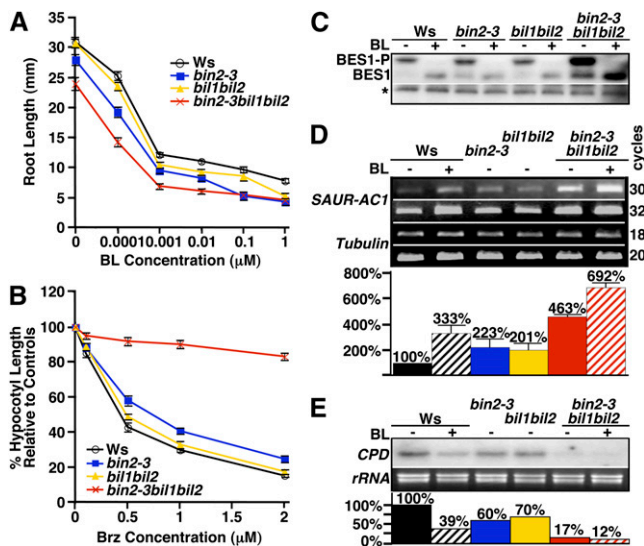 A
Root Length (mm)
40
35
30
25
20
15
10
5
0
Ws
bin2-3
bil1bil2
bin2-3bil1bil2
0
0.0001
0.001
0.01
0.1
1
BL Concentration (μM)
B
% Hypocotyl Length
Relative to Controls
100
80
60
40
20
0
Ws
bin2-3
bil1bil2
bin2-3bil1bil2
0
0.5
1
2
Brz Concentration (μM)
C
Ws
bin2-3
bil1bil2
bin2-3
bil1bil2
BL
- + - + - + - +
BES1-P
BES1
*
D
Ws
bin2-3
bil1bil2
bin2-3
bil1bil2
cycles
BL
- + - - - +
SAUR-AC1
30
32
Tubulin
18
20
800%
600%
400%
200%
100%
333%
223%
201%
463%
692%
E
Ws
bin2-3
bil1bil2
bin2-3
bil1bil2
BL
- + - - - +
CPD
rRNA
100%
50%
0%
100%
39%
60%
70%
17%
12%